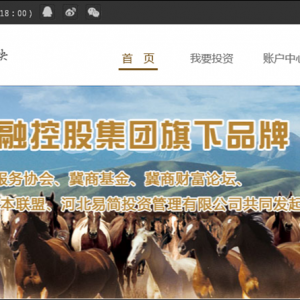 18：00）
首 页 我要投资 账户中心
融控股集团旗下品牌
服务协会、冀商基金、冀商财富论坛、
本联盟、河北易简投资管理有限公司共同发起